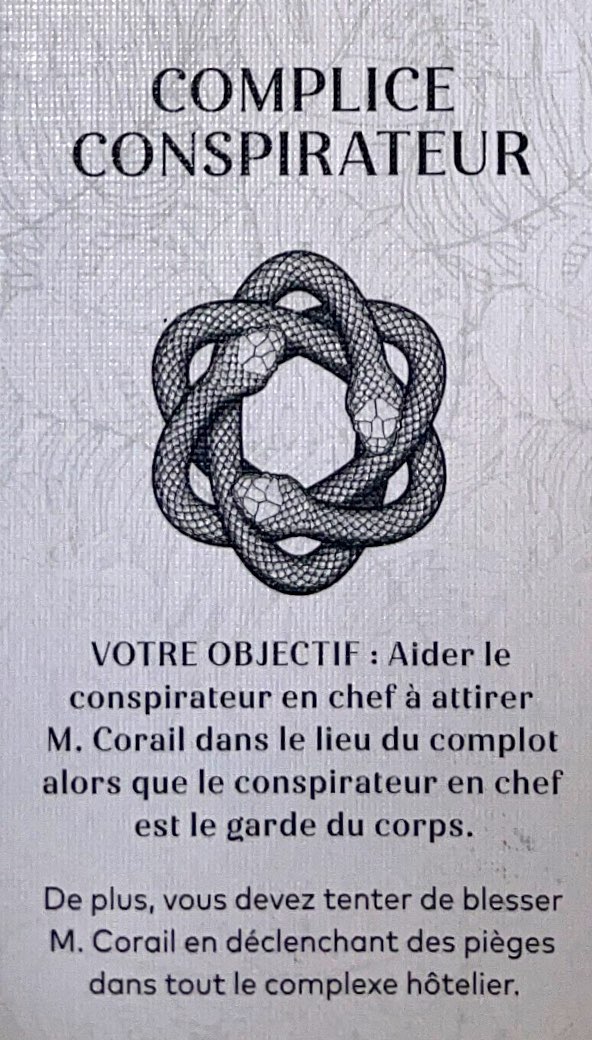 COMPLICE
CONSPIRATEUR
VOTRE OBJECTIF : Aider le
conspirateur en chef à attirer
M. Corail dans le lieu du complot
alors que le conspirateur en chef
est le garde du corps.
De plus, vous devez tenter de blesser
M. Corail en déclenchant des pièges
dans tout le complexe hôtelier.